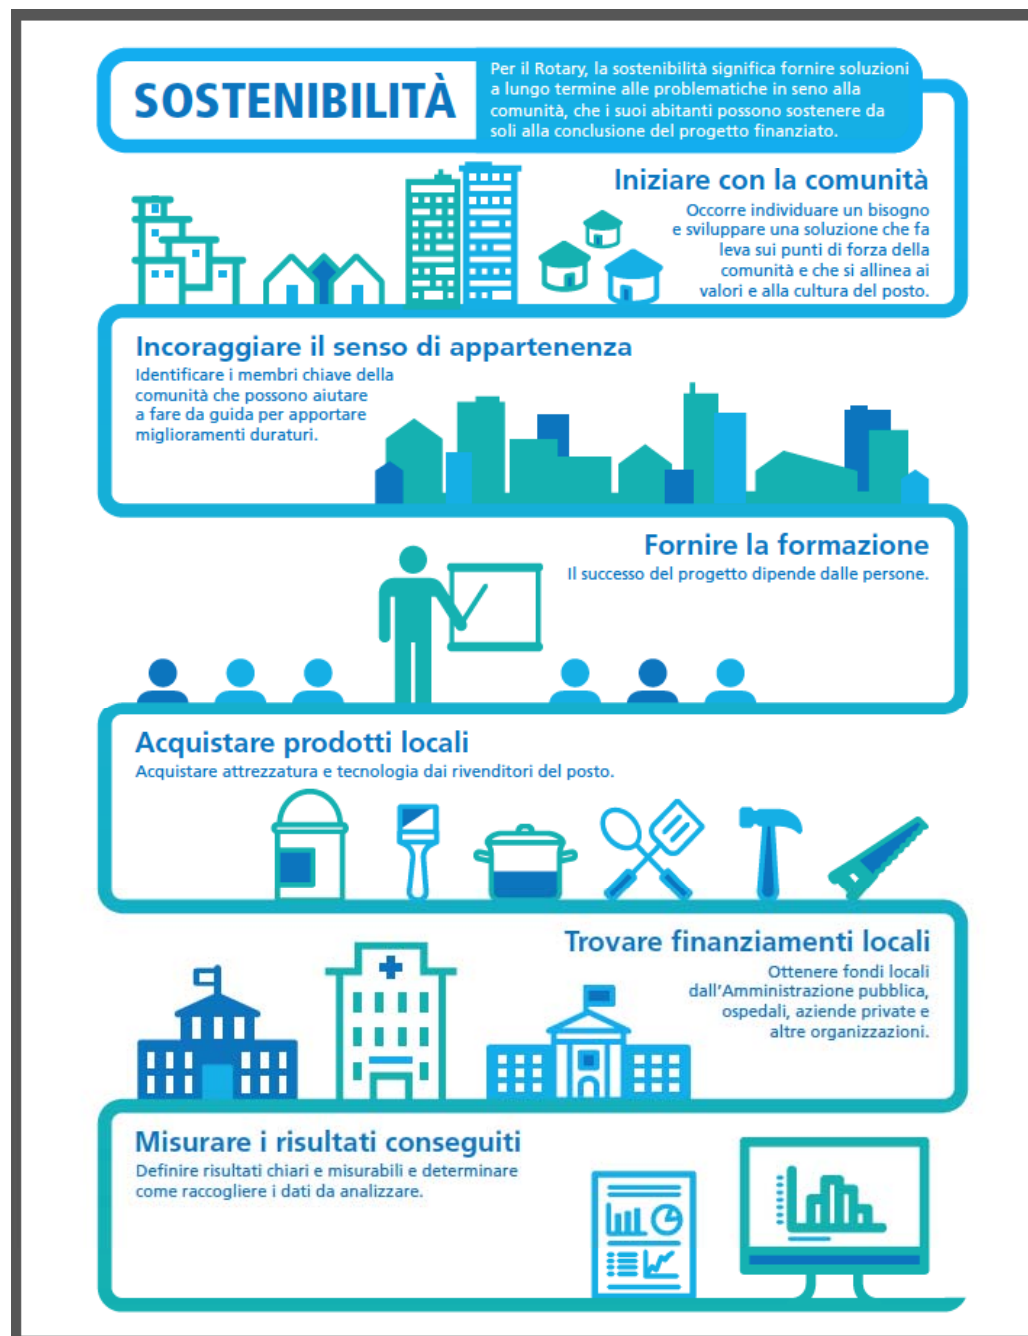 SOSTENIBILITÀ
Per il Rotary, la sostenibilità significa fornire soluzioni
a lungo termine alle problematiche in seno alla
comunità, che i suoi abitanti possono sostenere da
soli alla conclusione del progetto finanziato.
Iniziare con la comunità
Occorre individuare un bisogno
e sviluppare una soluzione che fa
leva sui punti di forza della
comunità e che si allinea ai
valori e alla cultura del posto.
Incoraggiare il senso di appartenenza
Identificare i membri chiave della
comunità che possono aiutare
a fare da guida per apportare
miglioramenti duraturi.
Fornire la formazione
Il successo del progetto dipende dalle persone.
Acquistare prodotti locali
Acquistare attrezzatura e tecnologia dai rivenditori del posto.
Trovare finanziamenti locali
Ottenere fondi locali
dall'Amministrazione pubblica,
ospedali, aziende private e
altre organizzazioni.
Misurare i risultati conseguiti
Definire risultati chiari e misurabili e determinare
come raccogliere i dati da analizzare.